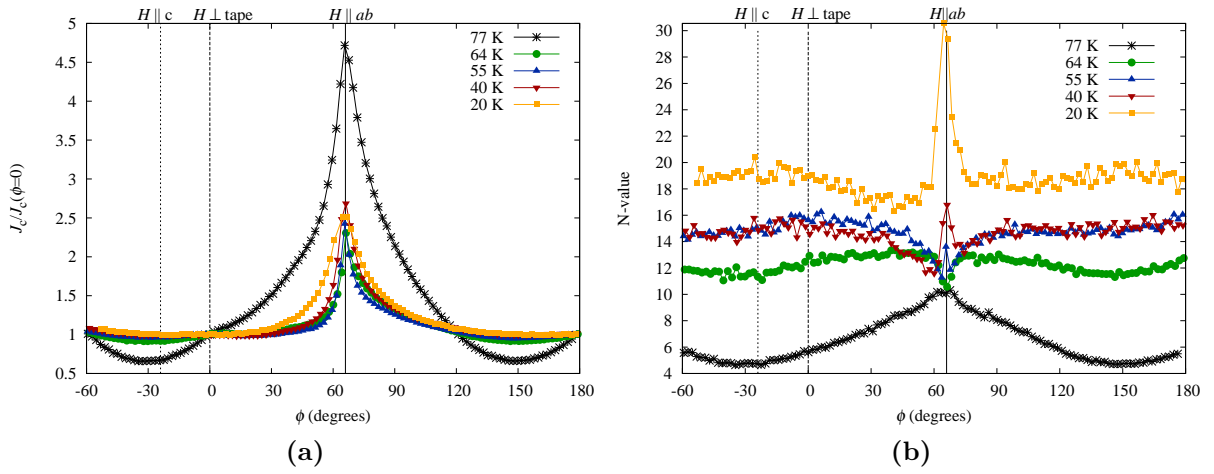 H ∥ c H ⊥ tape H ∥ ab
5
4.5
4
3.5
3
2.5
2
1.5
1
0.5
J_c/J_c(ϕ=0)
77 K
64 K
55 K
40 K
20 K
-60 -30 0 30 60 90 120 150 180
ϕ (degrees)
(a)
H ∥ c H ⊥ tape H ∥ ab
30
28
26
24
22
20
18
16
14
12
10
8
6
4
N-value
77 K
64 K
55 K
40 K
20 K
-60 -30 0 30 60 90 120 150 180
ϕ (degrees)
(b)